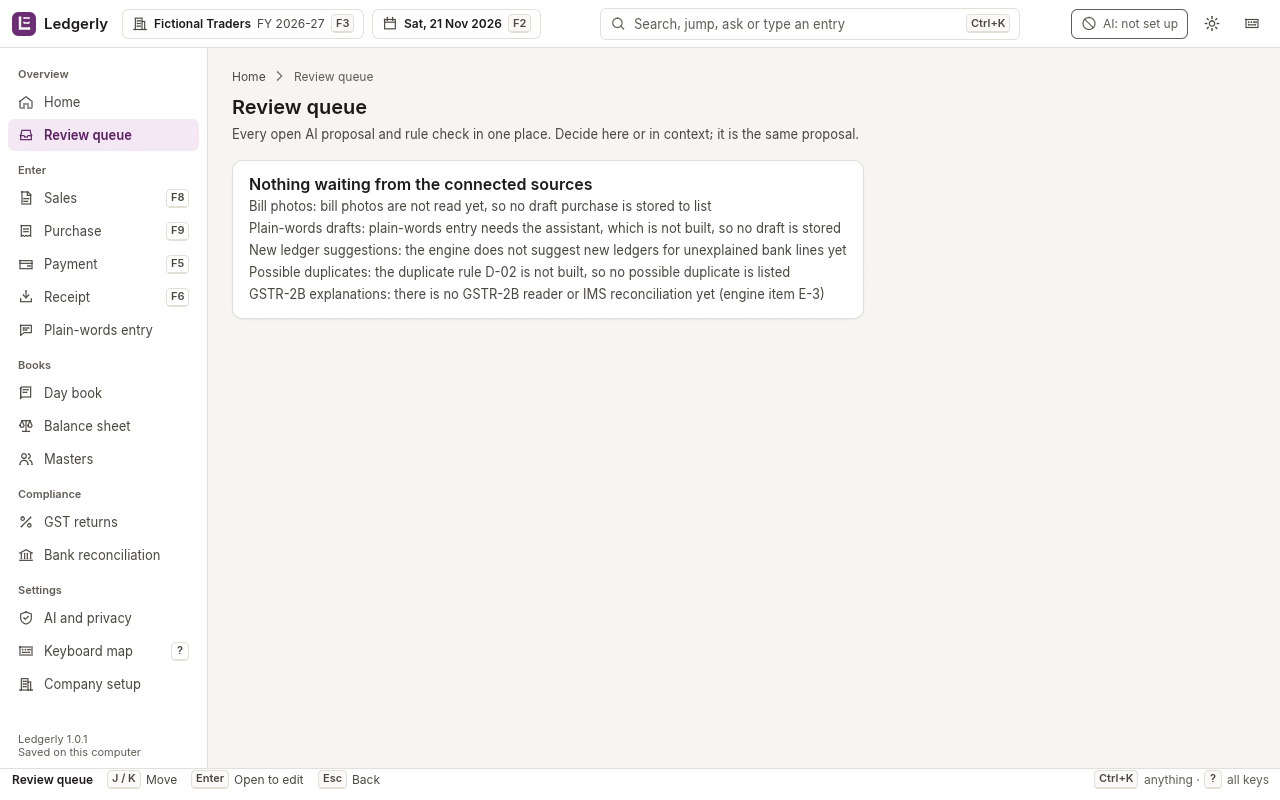 Ledgerly
Fictional Traders FY 2026-27 F3
Sat, 21 Nov 2026 F2
Search, jump, ask or type an entry Ctrl+K
AI: not set up
Overview
Home
Review queue
Enter
Sales F8
Purchase F9
Payment F5
Receipt F6
Plain-words entry
Books
Day book
Balance sheet
Masters
Compliance
GST returns
Bank reconciliation
Settings
AI and privacy
Keyboard map ?
Company setup
Ledgerly 1.0.1
Saved on this computer
Home > Review queue
Review queue
Every open AI proposal and rule check in one place. Decide here or in context; it is the same proposal.
Nothing waiting from the connected sources
Bill photos: bill photos are not read yet, so no draft purchase is stored to list
Plain-words drafts: plain-words entry needs the assistant, which is not built, so no draft is stored
New ledger suggestions: the engine does not suggest new ledgers for unexplained bank lines yet
Possible duplicates: the duplicate rule D-02 is not built, so no possible duplicate is listed
GSTR-2B explanations: there is no GSTR-2B reader or IMS reconciliation yet (engine item E-3)
Review queue J / K Move Enter Open to edit Esc Back
Ctrl+K anything · ? all keys